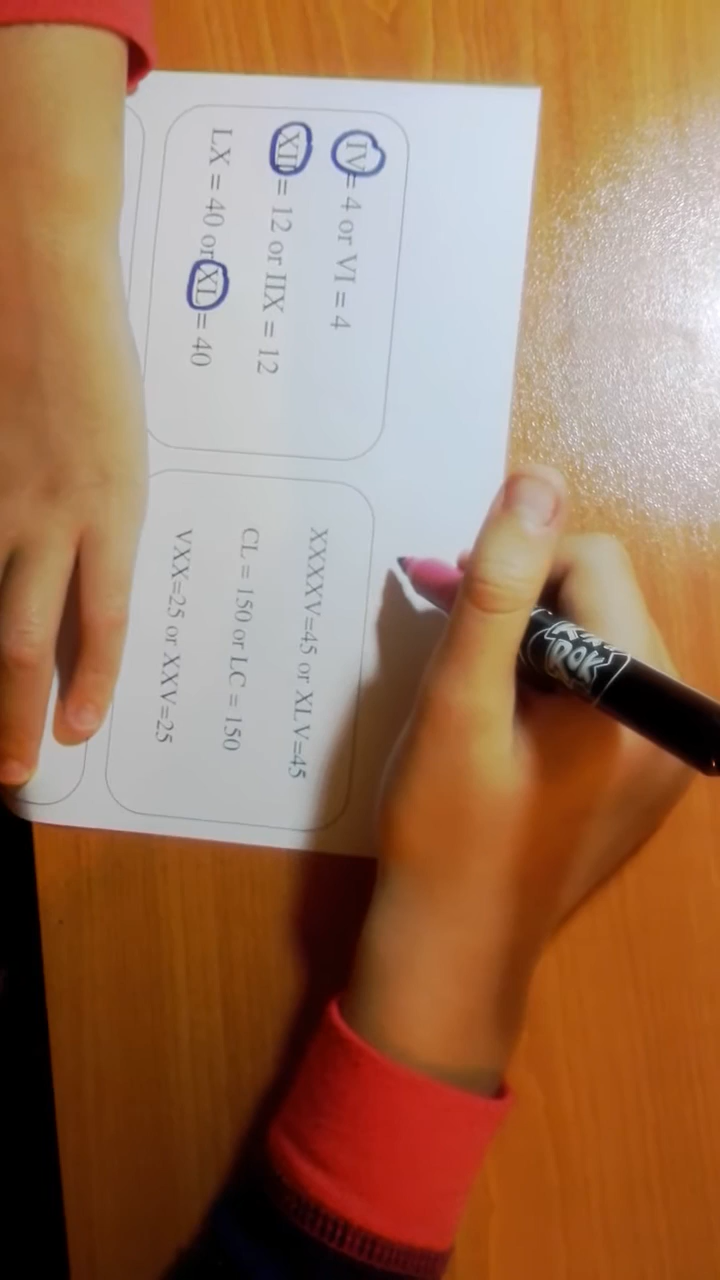 IV= 4 or VI = 4
XII = 12 or IIX = 12
LX = 40 or XL = 40
XXXXV=45 or XLV=45
CL = 150 or LC = 150
VXX=25 or XXV=25